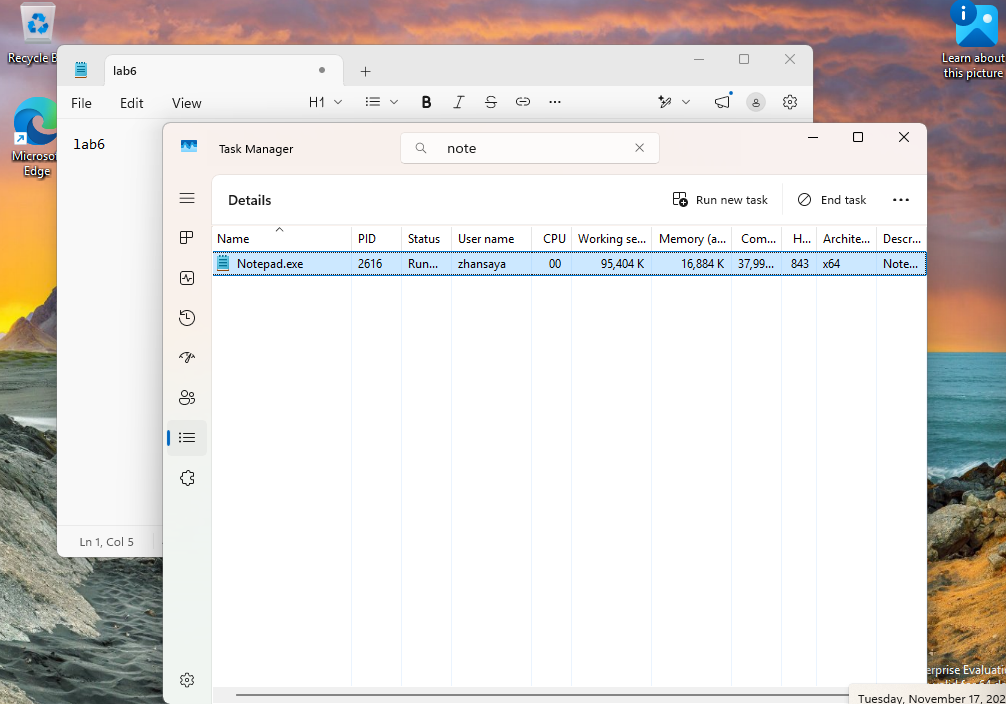 Recycle B
Learn about
this picture
Microsof
Edge
lab6
File Edit View H1 B I S
lab6
Ln 1, Col 5
Task Manager
note
Details
Run new task
End task
Name PID Status User name CPU Working se... Memory (a... Com... H... Archite... Descr...
Notepad.exe 2616 Run... zhansaya 00 95,404 K 16,884 K 37,99... 843 x64 Note...
erprise Evaluati
Tuesday, November 17, 202